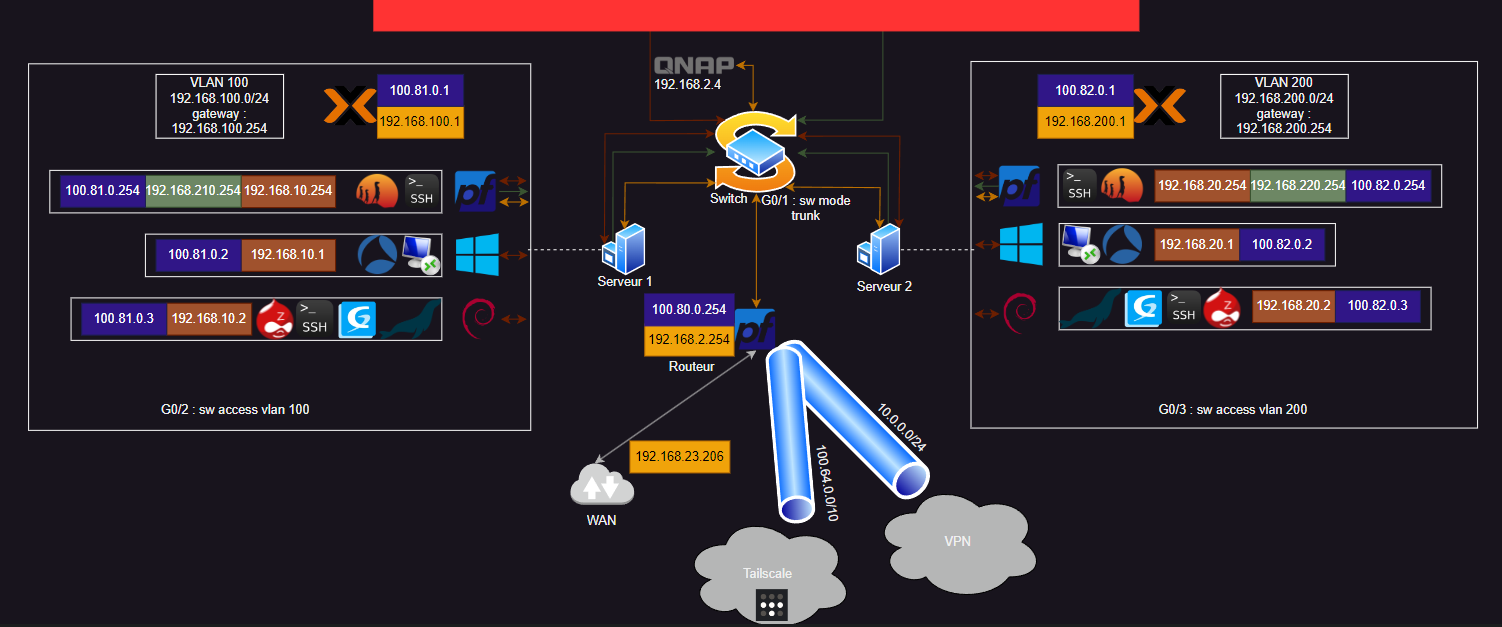 QNAP
192.168.2.4
VLAN 100
192.168.100.0/24
gateway :
192.168.100.254
100.81.0.1
192.168.100.1
100.82.0.1
192.168.200.1
VLAN 200
192.168.200.0/24
gateway :
192.168.200.254
100.81.0.254
192.168.210.254
192.168.10.254
>_
SSH
pf
Switch
G0/1 : sw mode
trunk
pf
>_
SSH
192.168.20.254
192.168.220.254
100.82.0.254
100.81.0.2
192.168.10.1
Serveur 1
Serveur 2
192.168.20.1
100.82.0.2
100.81.0.3
192.168.10.2
Z
>_
SSH
100.80.0.254
192.168.2.254
pf
Routeur
>_
SSH
Z
192.168.20.2
100.82.0.3
G0/2 : sw access vlan 100
G0/3 : sw access vlan 200
10.0.0.0/24
100.64.0.0/10
192.168.23.206
WAN
VPN
Tailscale